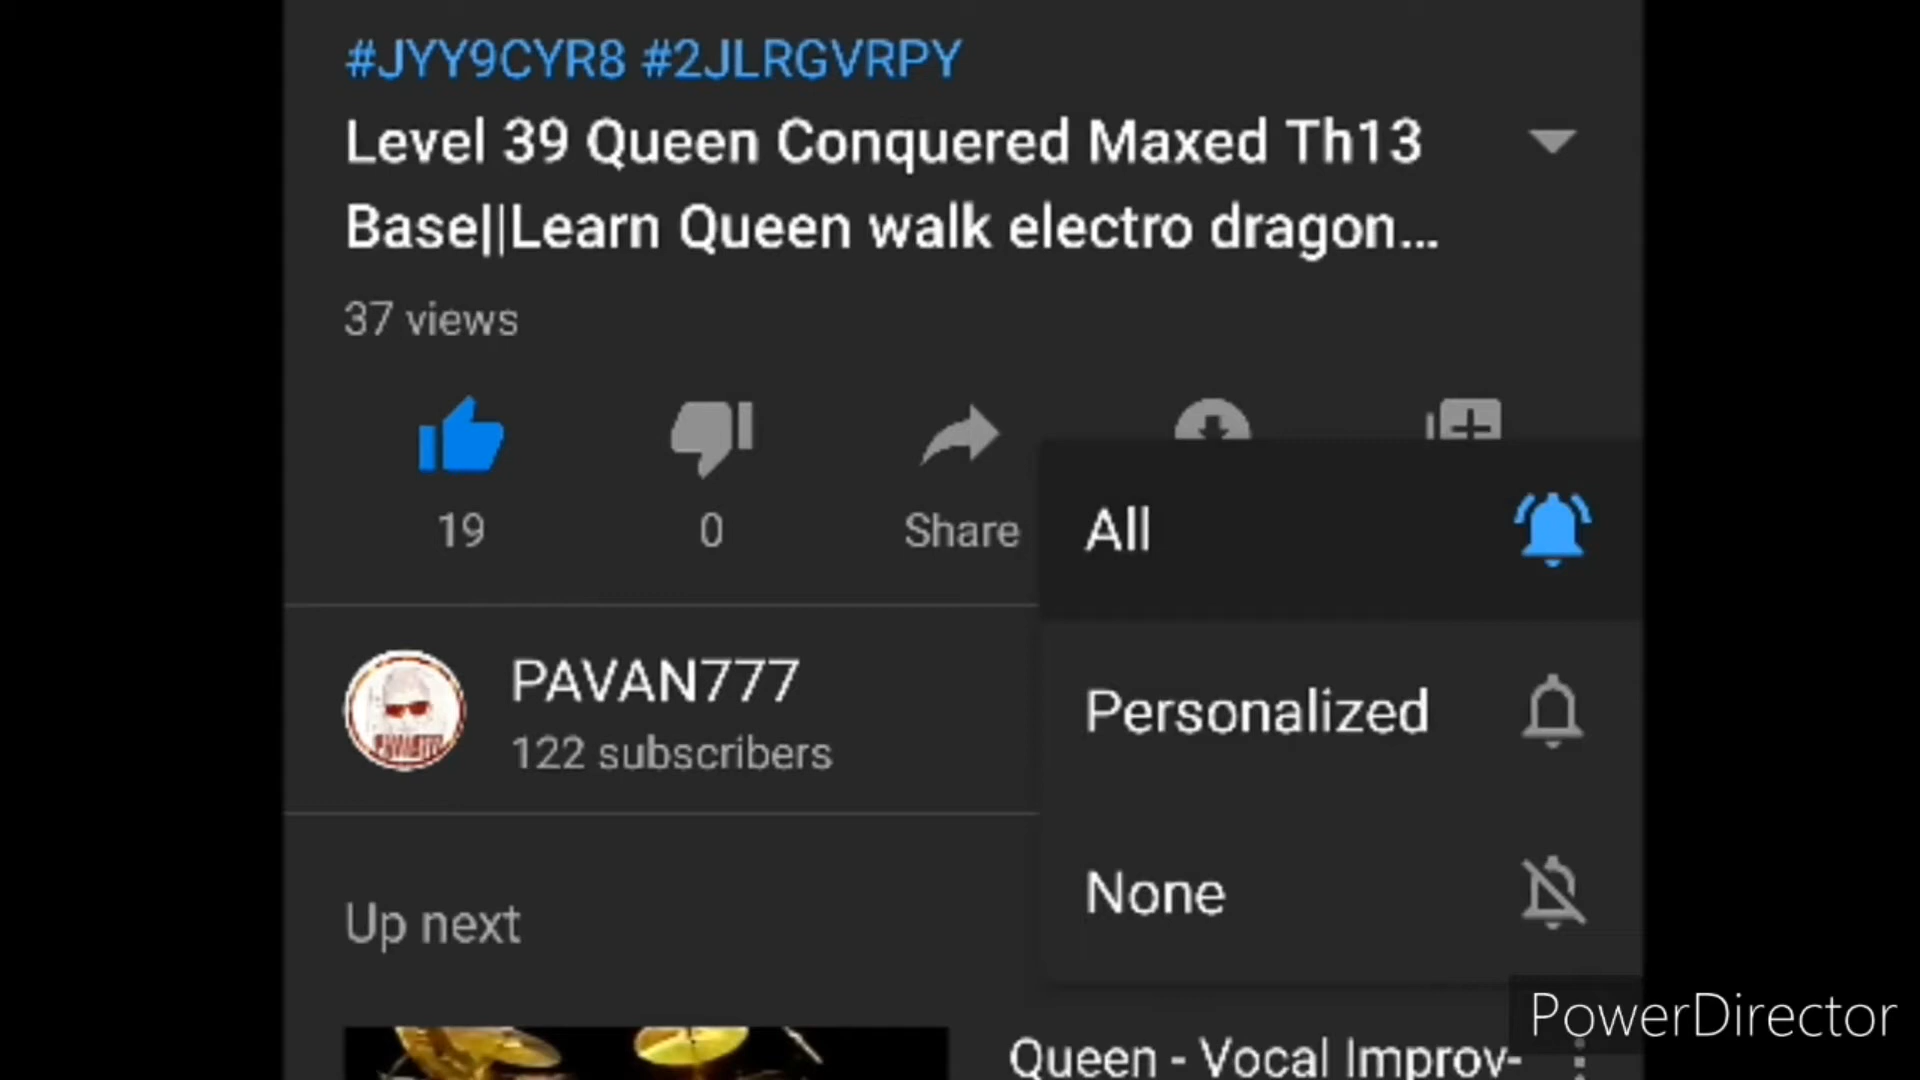 #JYY9CYR8 #2JLRGVRPY
Level 39 Queen Conquered Maxed Th13
Base||Learn Queen walk electro dragon...
37 views
19
0
Share
All
PAVAN777
122 subscribers
Personalized
None
Up next
Queen - Vocal Improv-
PowerDirector